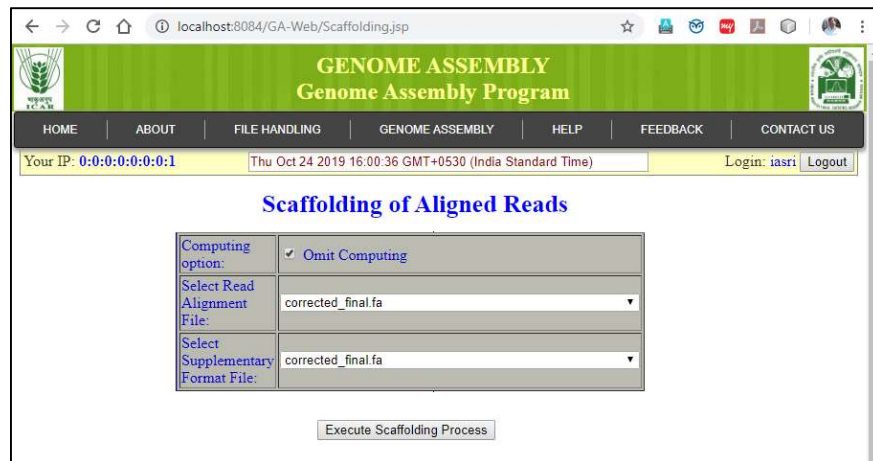 localhost:8084/GA-Web/Scaffolding.jsp
GENOME ASSEMBLY
Genome Assembly Program
ICAR
HOME ABOUT FILE HANDLING GENOME ASSEMBLY HELP FEEDBACK CONTACT US
Your IP: 0:0:0:0:0:0:0:1 Thu Oct 24 2019 16:00:36 GMT+0530 (India Standard Time) Login: iasri Logout
Scaffolding of Aligned Reads
Computing
option:
Omit Computing
Select Read
Alignment
File:
corrected_final.fa
Select
Supplementary
Format File:
corrected_final.fa
Execute Scaffolding Process